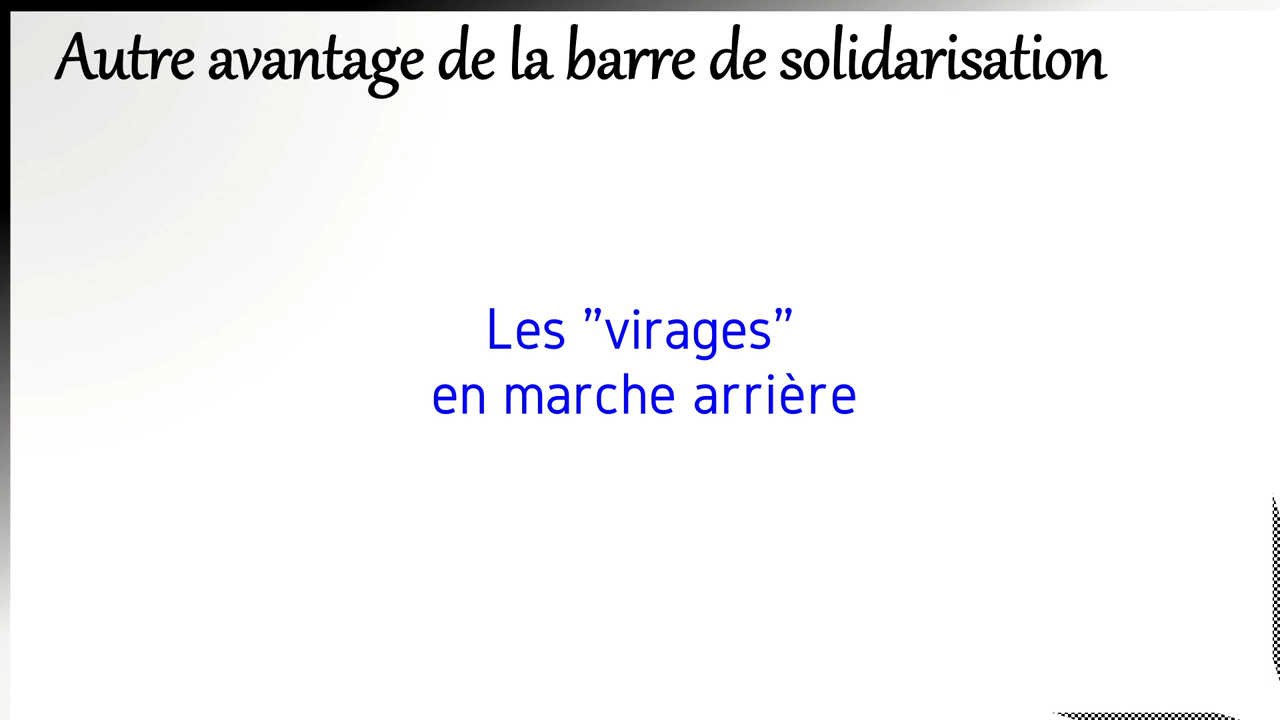 Autre avantage de la barre de solidarisation
Les ”virages”
en marche arrière